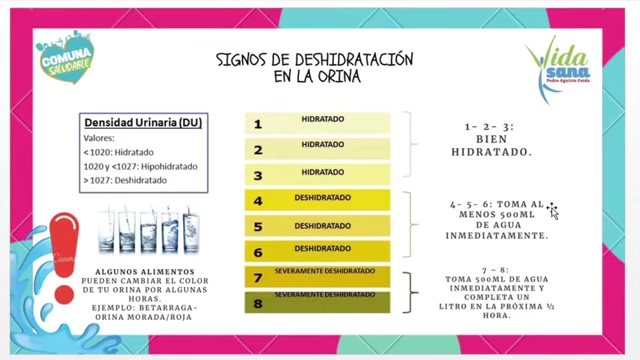 COMUNA
SALUDABLE
SIGNOS DE DESHIDRATACIÓN
EN LA ORINA
Vida
sana
Pedro Aguirre Cerda
Densidad Urinaria (DU)
Valores:
< 1020: Hidratado
1020 y <1027: Hipohidratado
> 1027: Deshidratado
1 HIDRATADO
2 HIDRATADO
3 HIDRATADO
4 DESHIDRATADO
5 DESHIDRATADO
6 DESHIDRATADO
7 SEVERAMENTE DESHIDRATADO
8 SEVERAMENTE DESHIDRATADO
1- 2- 3:
BIEN
HIDRATADO.
4- 5- 6: TOMA AL
MENOS 500ML
DE AGUA
INMEDIATAMENTE.
7 - 8:
TOMA 500ML DE AGUA
INMEDIATAMENTE Y
COMPLETA UN
LITRO EN LA PRÓXIMA ½
HORA.
Canva
ALGUNOS ALIMENTOS
PUEDEN CAMBIAR EL COLOR
DE TU ORINA POR ALGUNAS
HORAS.
EJEMPLO: BETARRAGA-
ORINA MORADA/ROJA